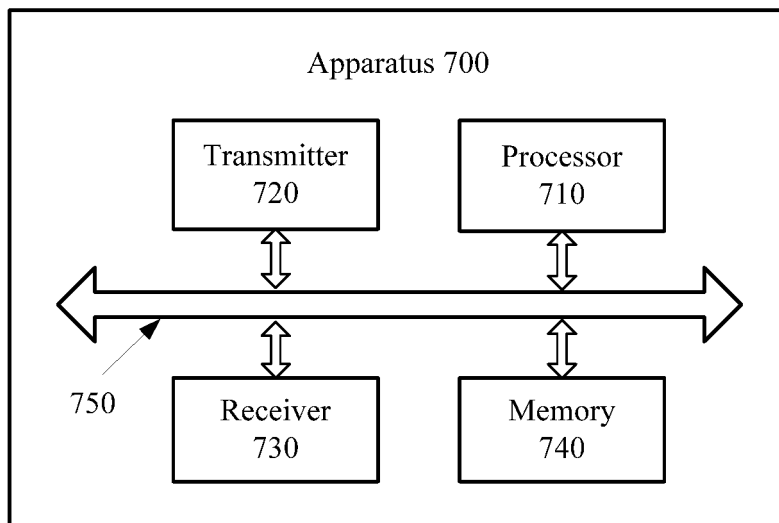 Apparatus 700
Transmitter
720
Processor
710
750
Receiver
730
Memory
740